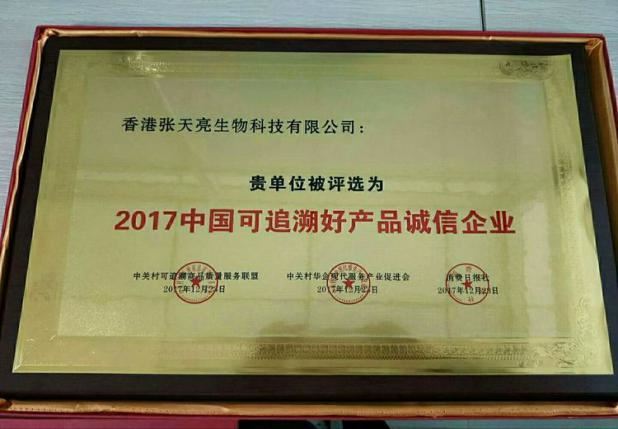 香港张天亮生物科技有限公司：
贵单位被评选为
2017中国可追溯好产品诚信企业
中关村可追溯商品质量服务联盟 中关村华企现代服务产业促进会 消费日报社
2017年12月23日 2017年12月23日 2017年12月23日